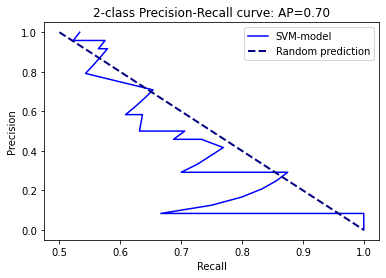 2-class Precision-Recall curve: AP=0.70
SVM-model
Random prediction
Precision
1.0
0.8
0.6
0.4
0.2
0.0
0.5 0.6 0.7 0.8 0.9 1.0
Recall